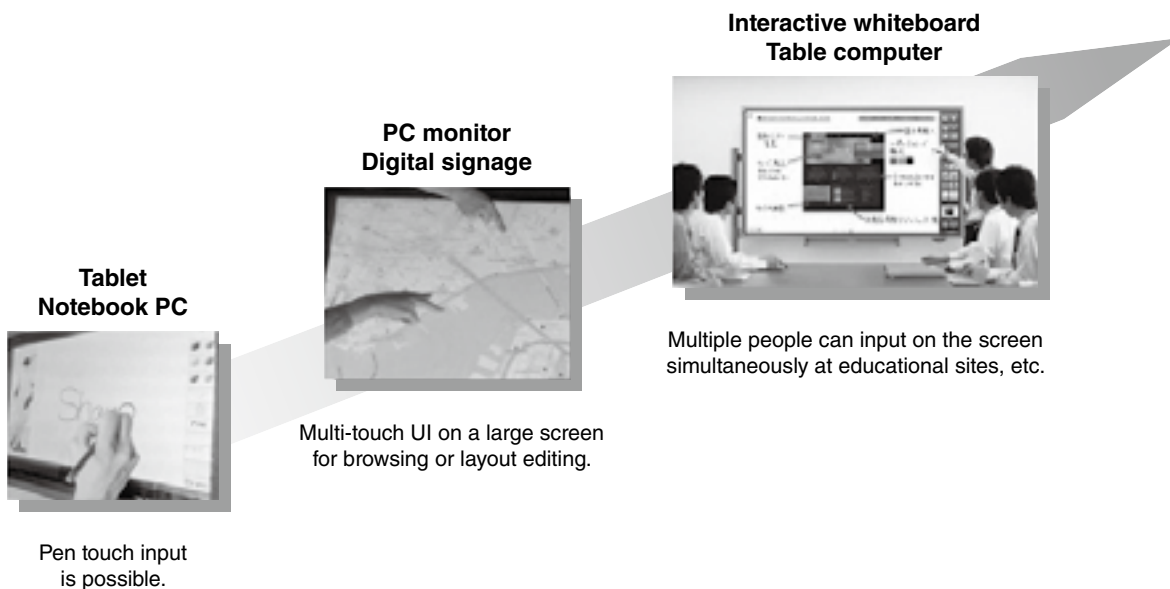 Interactive whiteboard
Table computer
PC monitor
Digital signage
Tablet
Notebook PC
Multiple people can input on the screen
simultaneously at educational sites, etc.
Multi-touch UI on a large screen
for browsing or layout editing.
Pen touch input
is possible.